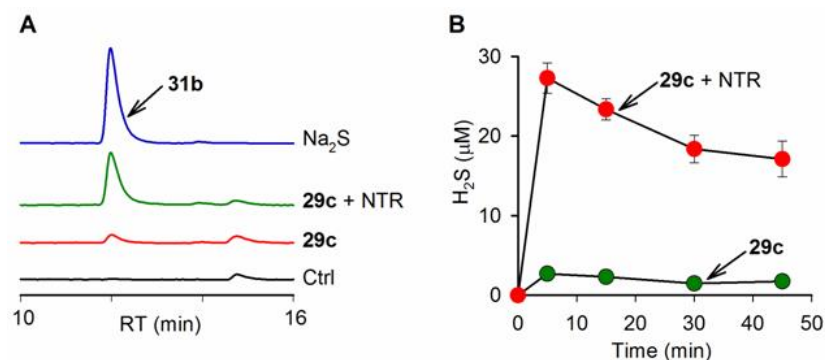 A
31b
Na₂S
29c + NTR
29c
Ctrl
10
RT (min)
16
B
H₂S (μM)
30
20
10
0
29c + NTR
29c
0
10
20
30
40
50
Time (min)